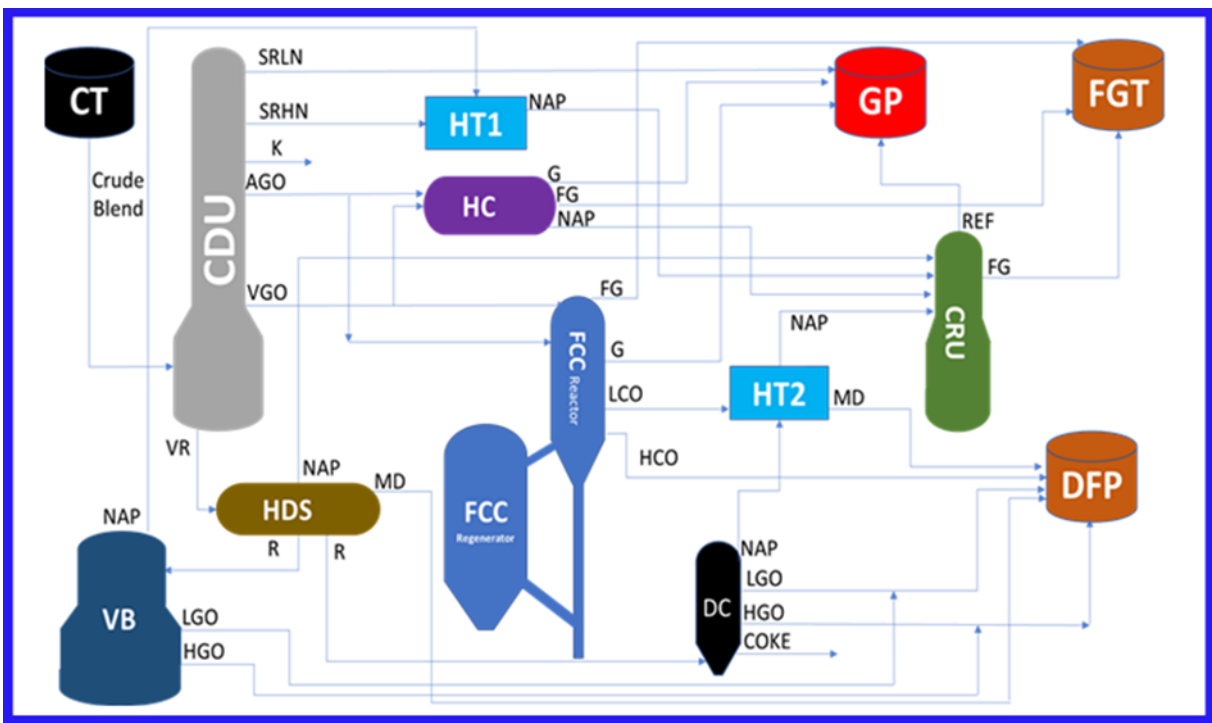 CT
Crude
Blend
CDU
SRLN
SRHN
K
AGO
VGO
VR
HT1
NAP
HC
G
FG
NAP
GP
FGT
REF
FG
CRU
FCC
Reactor
FG
G
LCO
HCO
NAP
HT2
MD
DFP
NAP
MD
HDS
R
R
FCC
Regenerator
NAP
VB
LGO
HGO
DC
NAP
LGO
HGO
COKE